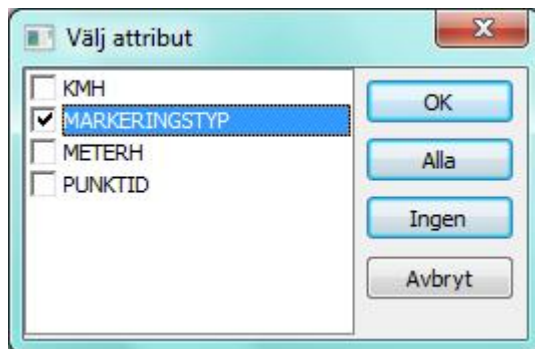 Välj attribut
KMH
MARKERINGSTYP
METERH
PUNKTID
OK
Alla
Ingen
Avbryt